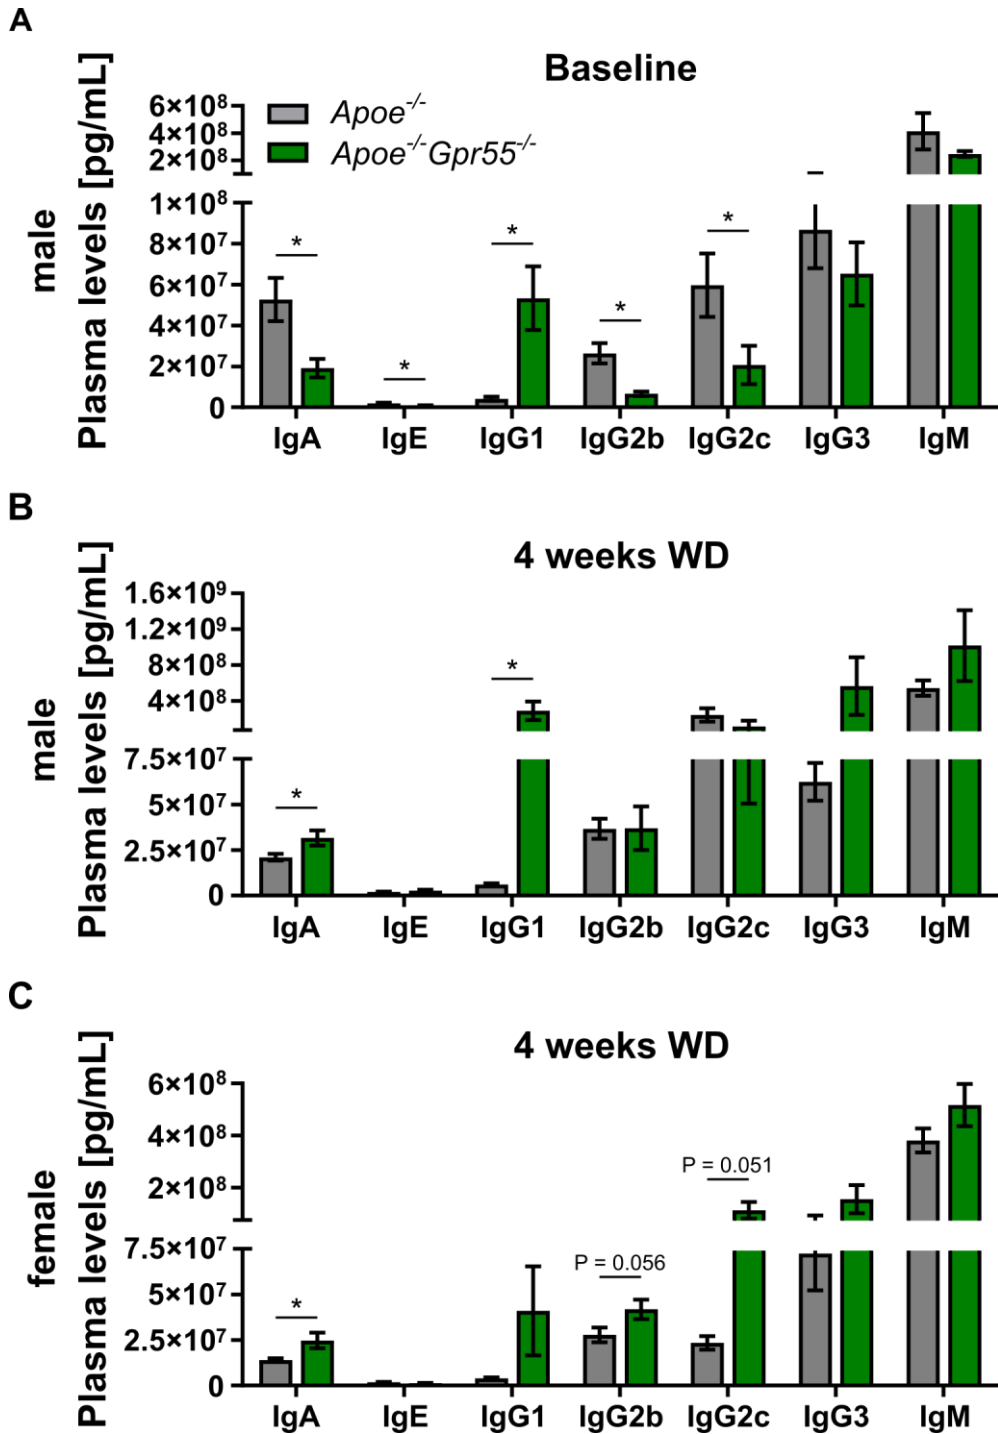 A
Baseline
male
Plasma levels [pg/mL]
6×10⁸
4×10⁸
2×10⁸
1×10⁸
8×10⁷
6×10⁷
4×10⁷
2×10⁷
0
Apoe⁻/⁻
Apoe⁻/⁻Gpr55⁻/⁻
* * * * *
IgA IgE IgG1 IgG2b IgG2c IgG3 IgM
B
4 weeks WD
male
Plasma levels [pg/mL]
1.6×10⁹
1.2×10⁹
8×10⁸
4×10⁸
7.5×10⁷
5×10⁷
2.5×10⁷
0
* *
IgA IgE IgG1 IgG2b IgG2c IgG3 IgM
C
4 weeks WD
female
Plasma levels [pg/mL]
6×10⁸
4×10⁸
2×10⁸
7.5×10⁷
5×10⁷
2.5×10⁷
0
*
P = 0.056
P = 0.051
IgA IgE IgG1 IgG2b IgG2c IgG3 IgM